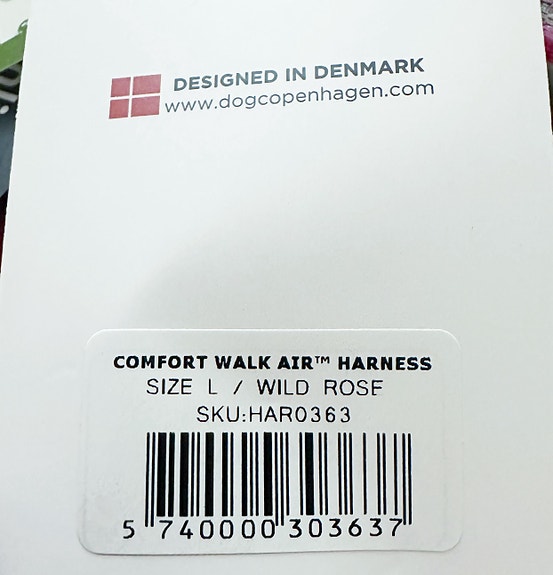 DESIGNED IN DENMARK
www.dogcopenhagen.com
COMFORT WALK AIR™ HARNESS
SIZE L / WILD ROSE
SKU:HAR0363
5 740000 303637